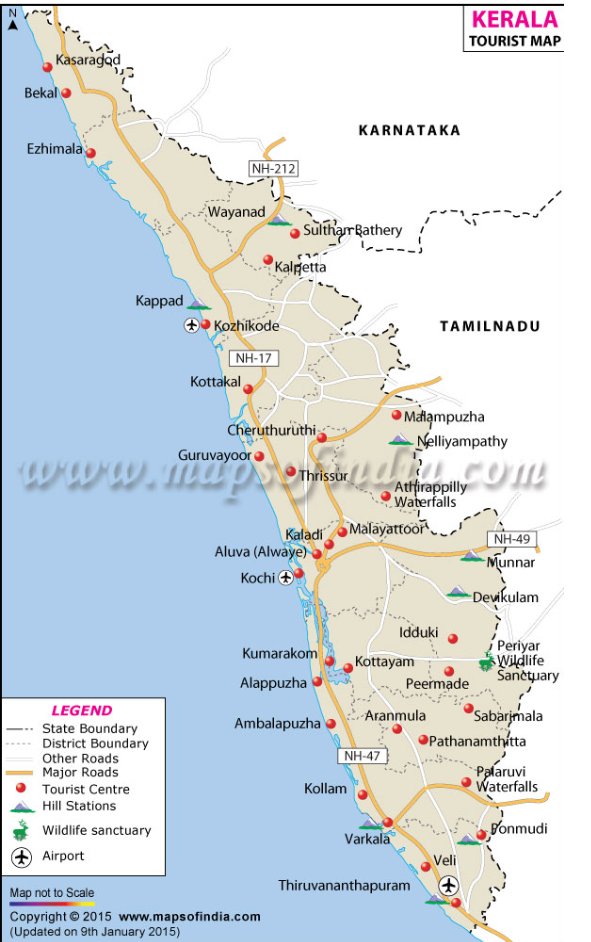 N
KERALA
TOURIST MAP
Kasaragod
Bekal
Ezhimala
KARNATAKA
NH-212
Wayanad
Sulthan Bathery
Kalpetta
Kappad
Kozhikode
TAMILNADU
NH-17
Kottakal
Malampuzha
Cheruthuruthi
Nelliyampathy
Guruvayoor
www.mapsofindia.com
Thrissur
Athirappilly
Waterfalls
Malayattoor
Kaladi
NH-49
Aluva (Alwaye)
Munnar
Kochi
Devikulam
Idduki
Periyar
Wildlife
Sanctuary
Kumarakom
Kottayam
Peermade
Alappuzha
Sabarimala
Aranmula
Ambalapuzha
Pathanamthitta
NH-47
Palaruvi
Waterfalls
Kollam
Varkala
Bonmudi
Veli
Thiruvananthapuram
LEGEND
State Boundary
District Boundary
Other Roads
Major Roads
Tourist Centre
Hill Stations
Wildlife sanctuary
Airport
Map not to Scale
Copyright © 2015 www.mapsofindia.com
(Updated on 9th January 2015)